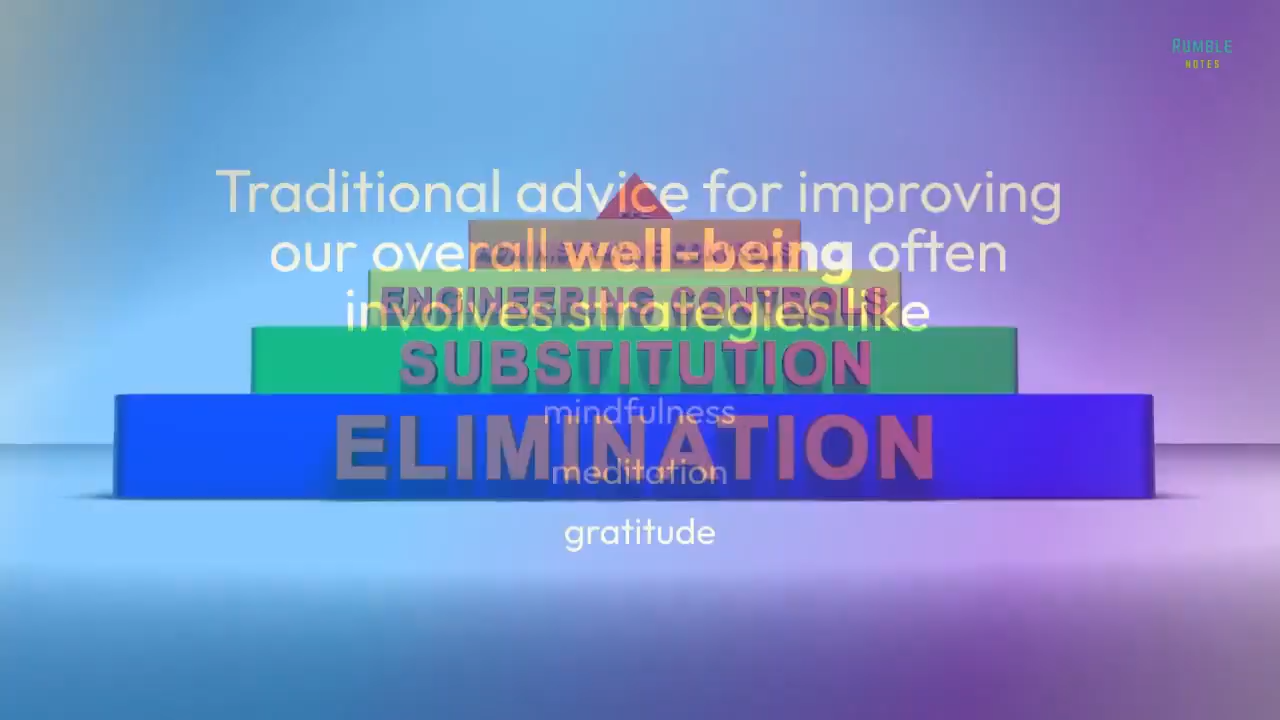 RUMBLE
NOTES
Traditional advice for improving
our overall well-being often
involves strategies like
ENGINEERING CONTROLS
SUBSTITUTION
mindfulness
ELIMINATION
meditation
gratitude